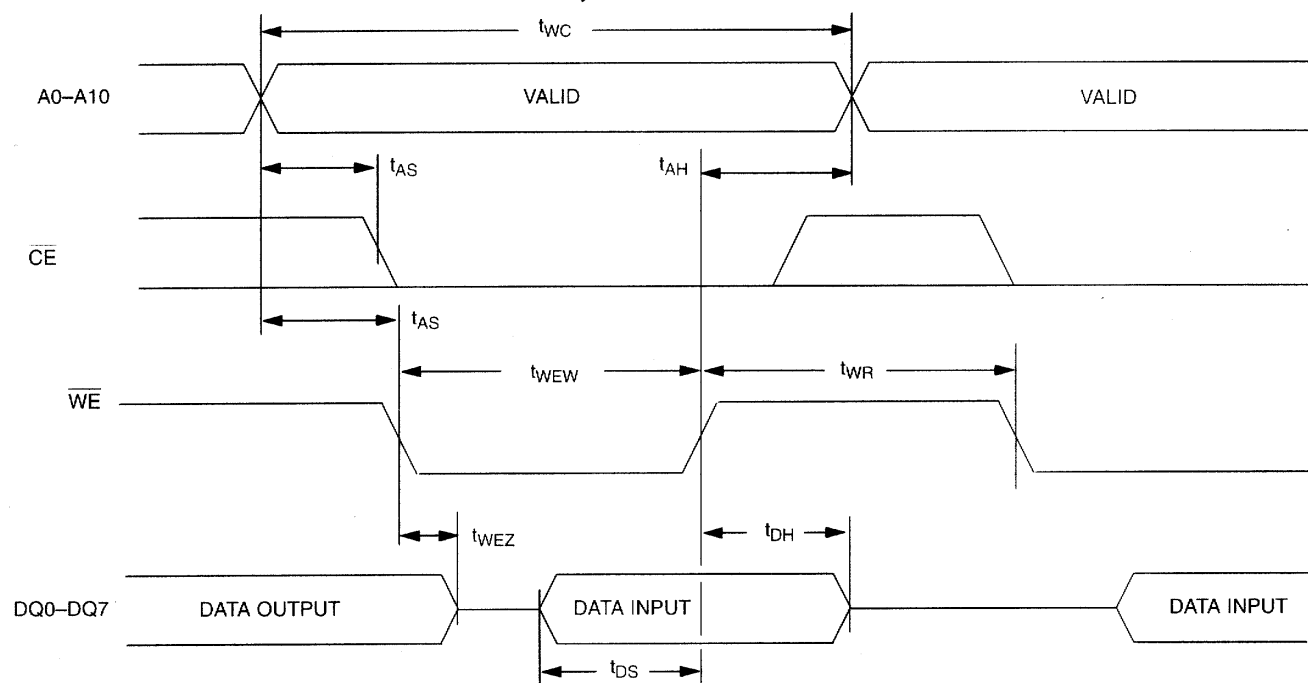 tWC
A0–A10 VALID VALID
tAS tAH
CE
tAS
tWEW tWR
WE
tWEZ tDH
DQ0–DQ7 DATA OUTPUT DATA INPUT DATA INPUT
tDS